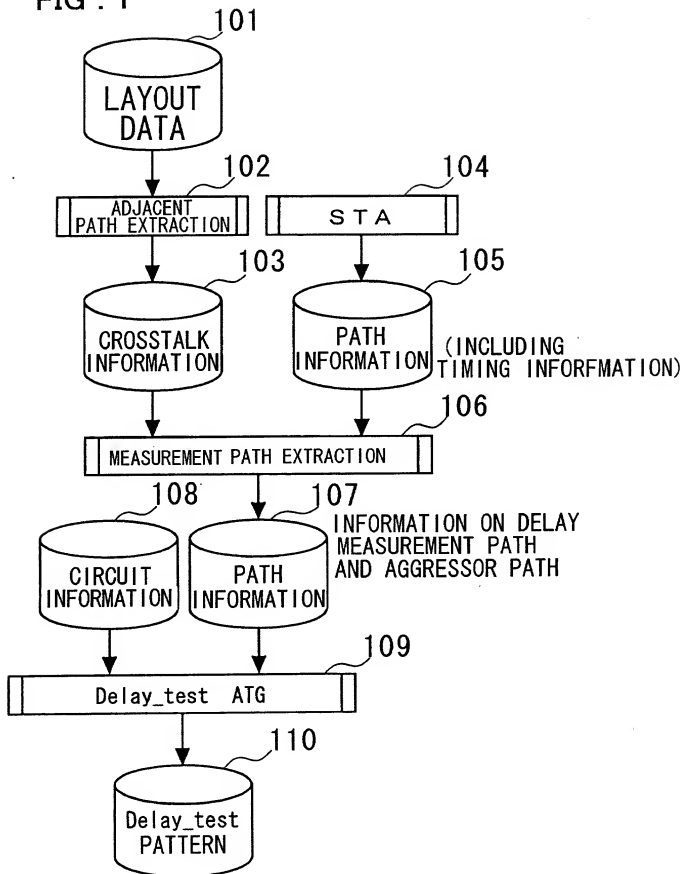 FIG . 1
101
LAYOUT
DATA
102
104
ADJACENT
PATH EXTRACTION
STA
103
105
CROSSTALK
INFORMATION
PATH
INFORMATION
(INCLUDING
TIMING INFORFMATION)
106
MEASUREMENT PATH EXTRACTION
108
107
CIRCUIT
INFORMATION
PATH
INFORMATION
INFORMATION ON DELAY
MEASUREMENT PATH
AND AGGRESSOR PATH
109
Delay_test ATG
110
Delay_test
PATTERN